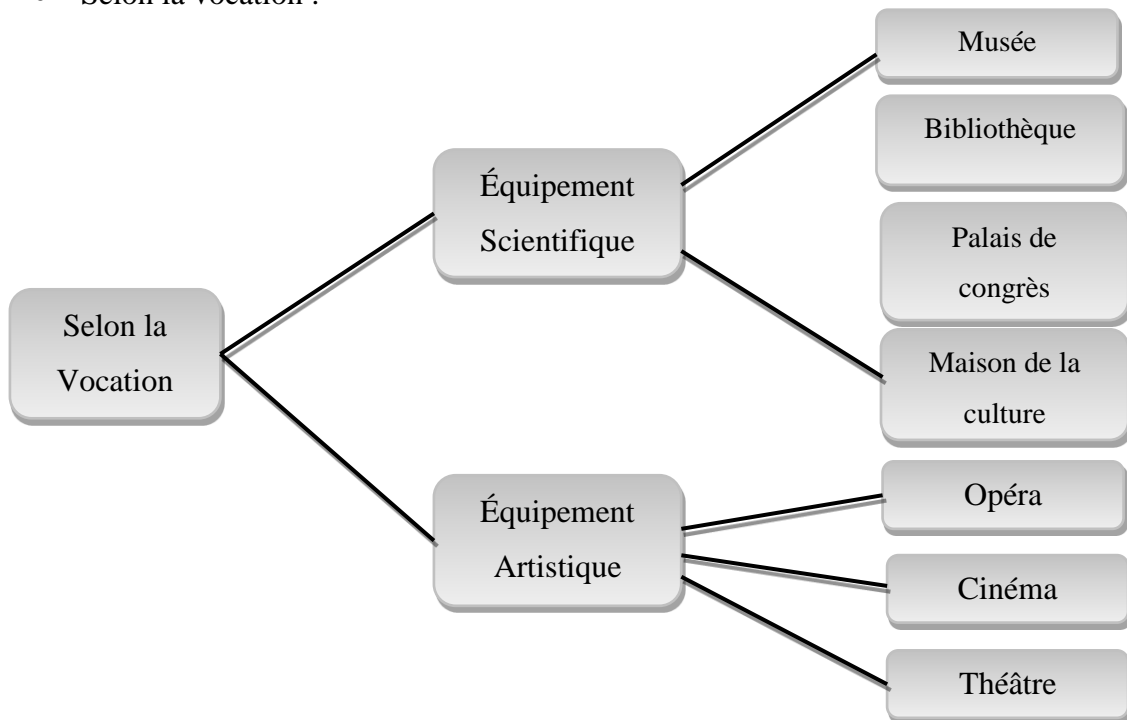 Selon la vocation :
Musée
Bibliothèque
Équipement
Scientifique
Palais de
congrès
Selon la
Vocation
Maison de la
culture
Équipement
Artistique
Opéra
Cinéma
Théâtre